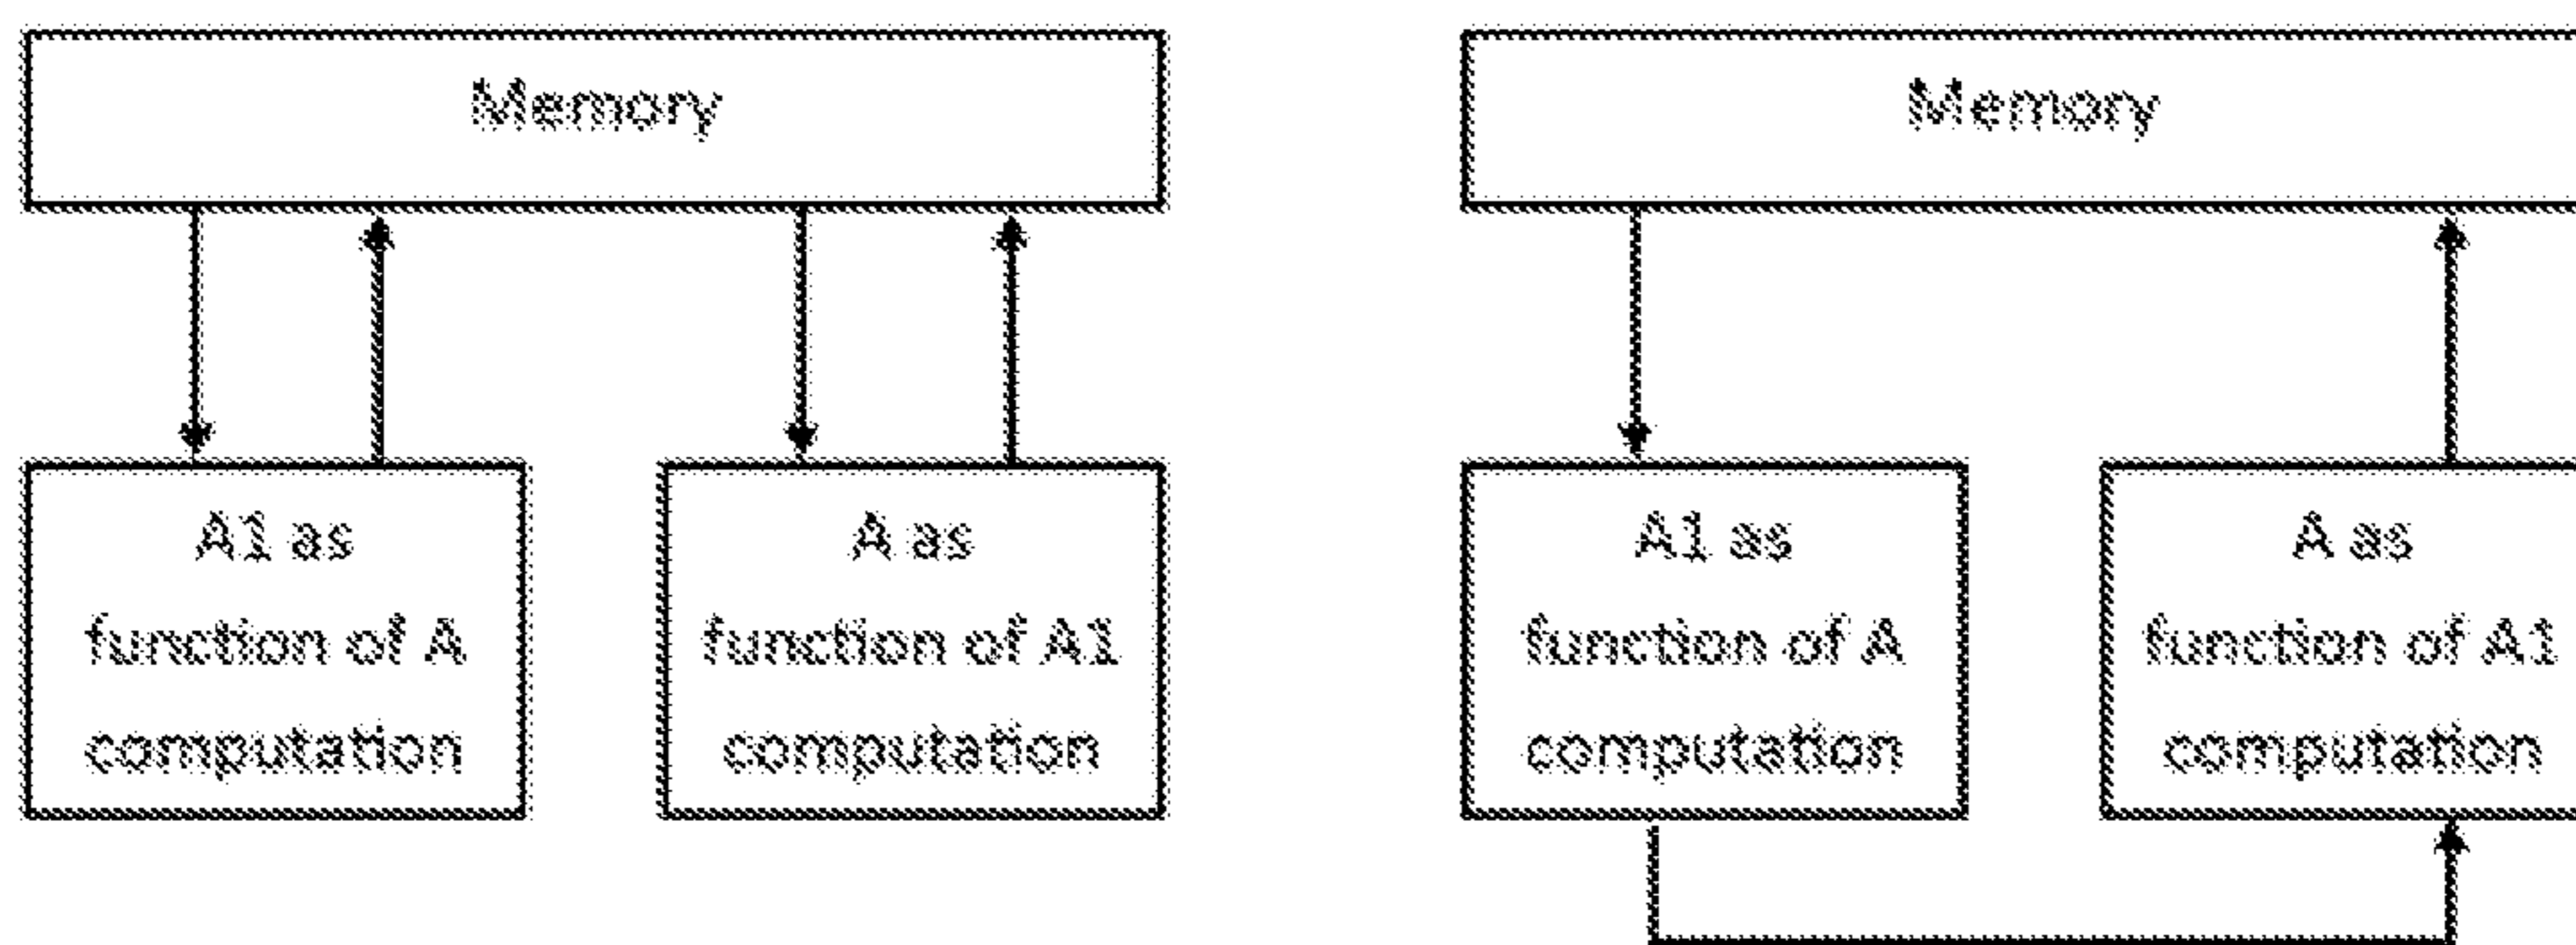 Memory
A1 as
function of A
computation
A as
function of A1
computation
Memory
A1 as
function of A
computation
A as
function of A1
computation